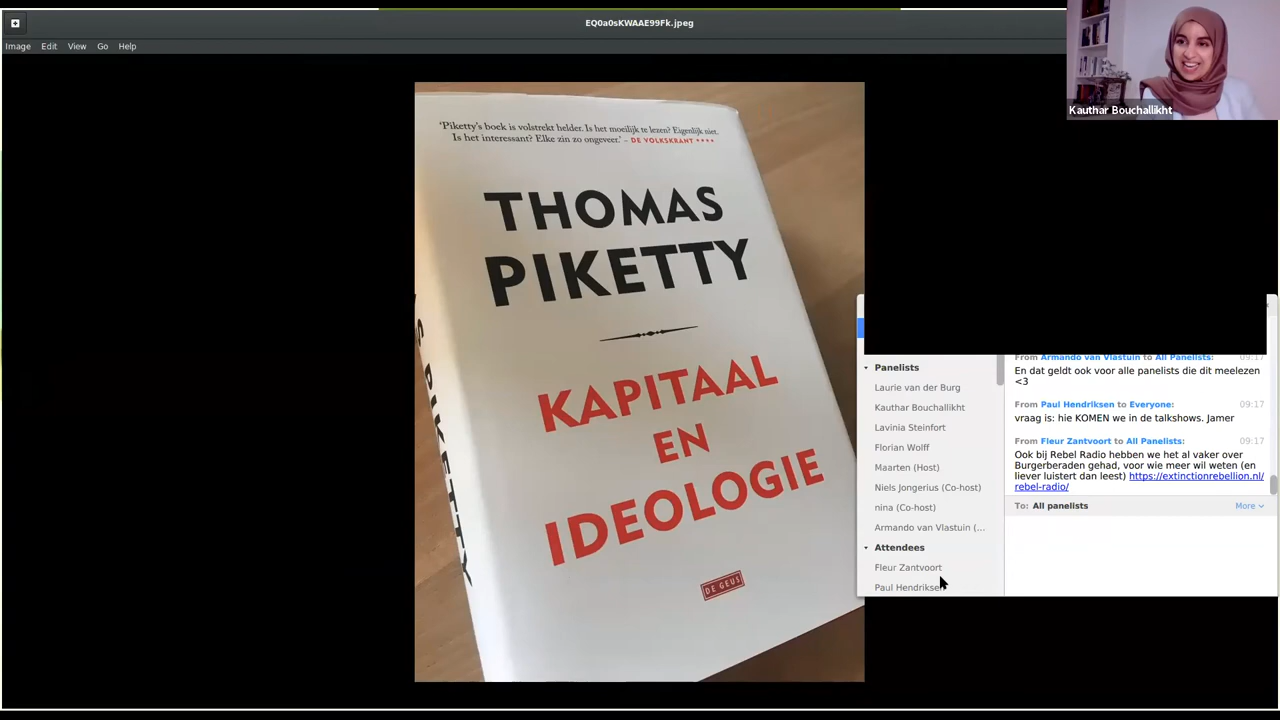 EQ0a0sKWAAE99Fk.jpeg
Image Edit View Go Help
Kauthar Bouchallikht
‘Piketty’s boek is volstrekt helder. Is het moeilijk te lezen? Eigenlijk niet.
Is het interessant? Elke zin zo ongeveer.’ – DE VOLKSKRANT ••••
THOMAS
PIKETTY
KAPITAAL
EN
IDEOLOGIE
DE GEUS
PIKETTY
Panelists
Laurie van der Burg
Kauthar Bouchallikht
Lavinia Steinfort
Florian Wolff
Maarten (Host)
Niels Jongerius (Co-host)
nina (Co-host)
Armando van Vlastuin (...
Attendees
Fleur Zantvoort
Paul Hendriksen
From Armando van Vlastuin to All Panelists: 09:17
En dat geldt ook voor alle panelists die dit meelezen
<3
From Paul Hendriksen to Everyone: 09:17
vraag is: hie KOMEN we in de talkshows. Jamer
From Fleur Zantvoort to All Panelists: 09:17
Ook bij Rebel Radio hebben we het al vaker over
Burgerberaden gehad, voor wie meer wil weten (en
liever luistert dan leest) https://extinctionrebellion.nl/
rebel-radio/
To: All panelists More